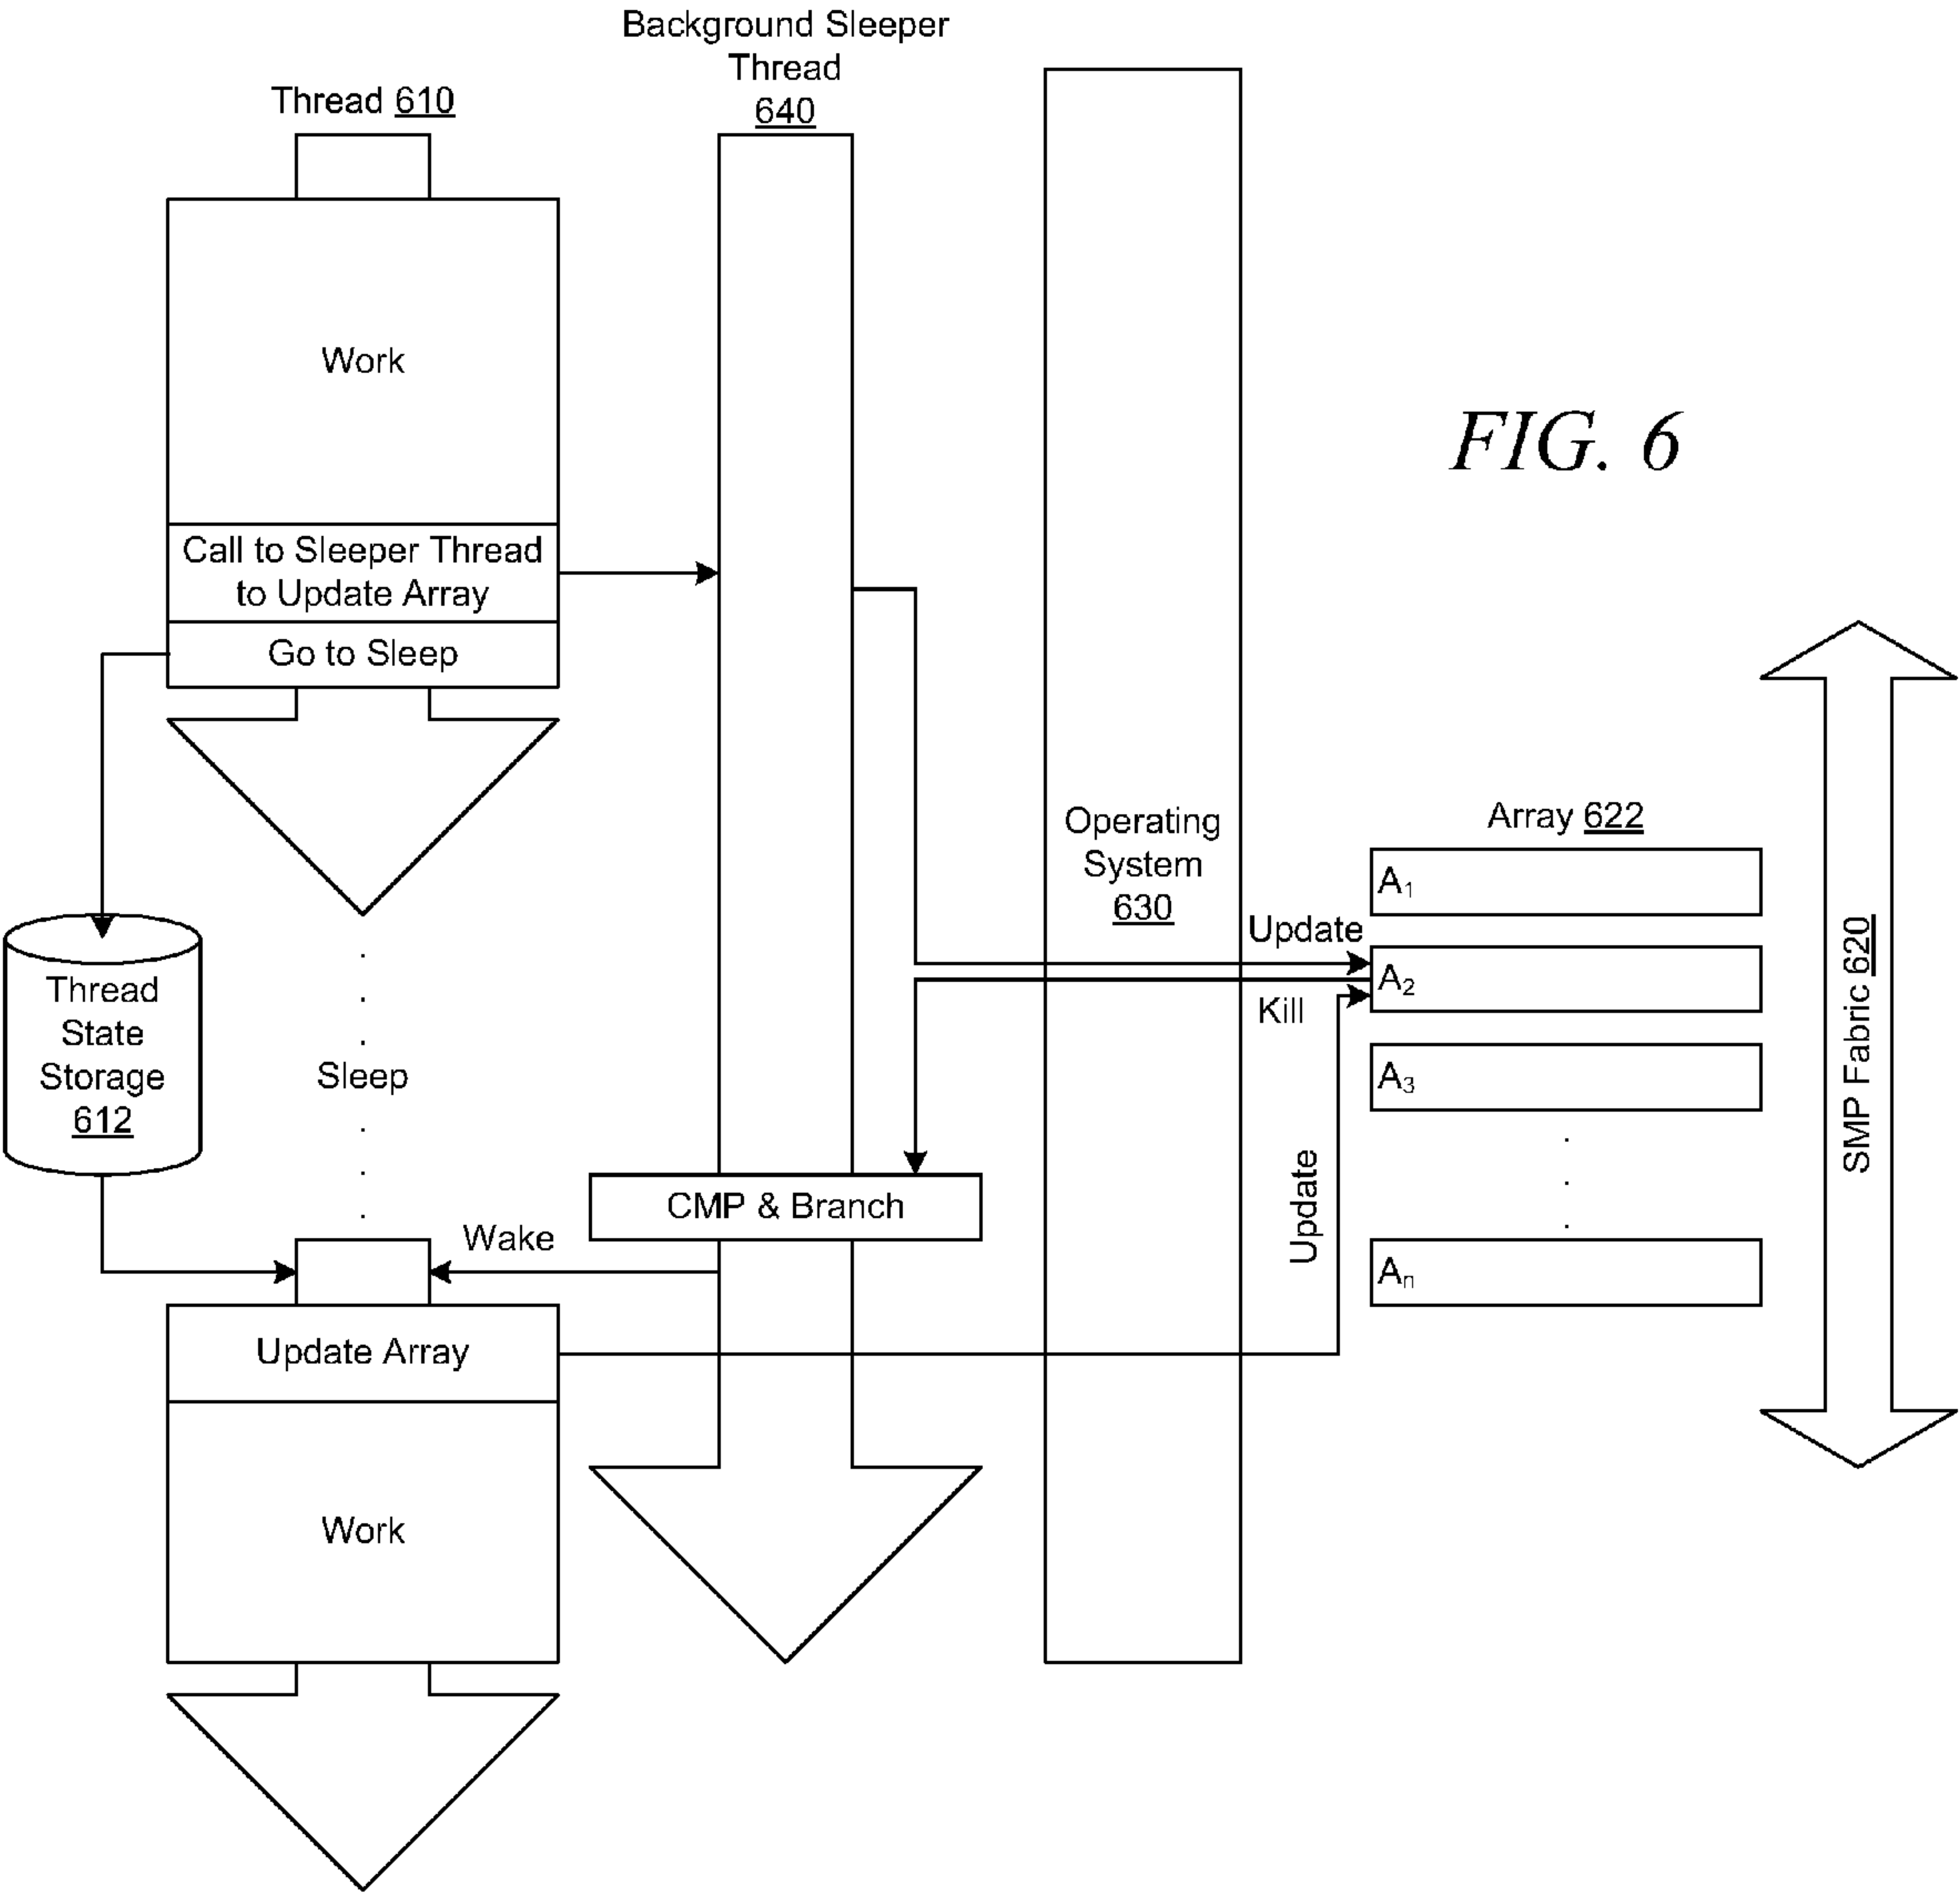 Background Sleeper
Thread
640
Thread 610
Work
FIG. 6
Call to Sleeper Thread
to Update Array
Go to Sleep
Operating
System
630
Array 622
A1
Update
A2
Kill
A3
An
SMP Fabric 620
Thread
State
Storage
612
Sleep
CMP & Branch
Wake
Update
Update Array
Work